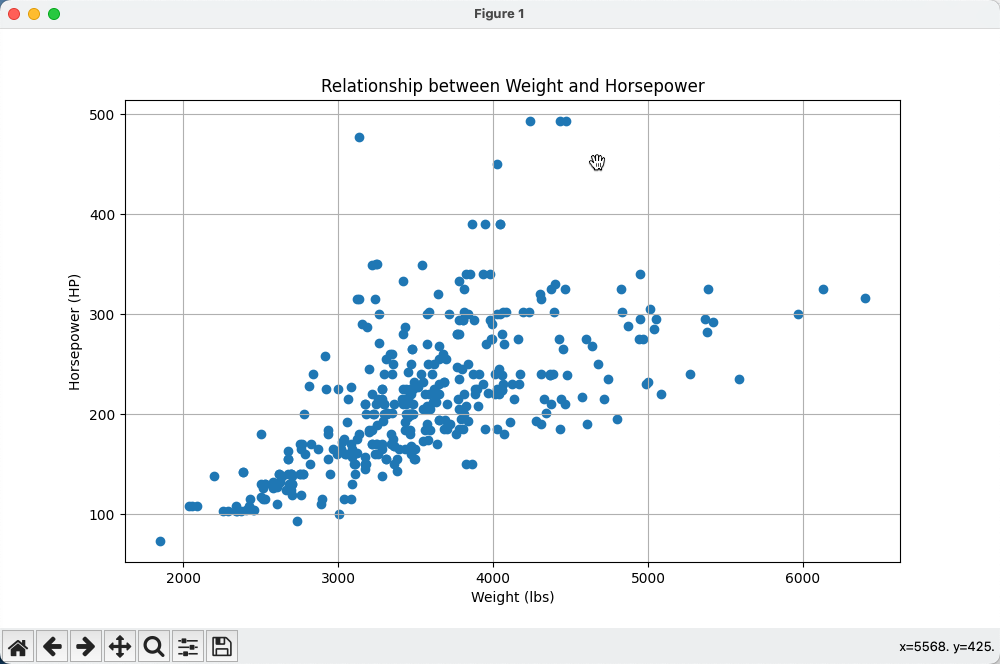 Figure 1
Relationship between Weight and Horsepower
500
400
300
200
100
Horsepower (HP)
2000 3000 4000 5000 6000
Weight (lbs)
x=5568. y=425.